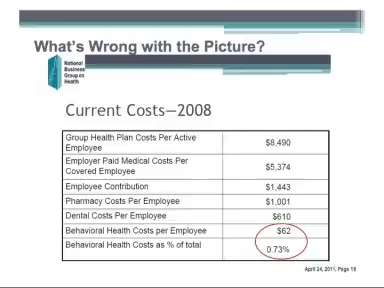 What's Wrong with the Picture?
National
Business
Group on
Health
Current Costs—2008
Group Health Plan Costs Per Active
Employee
$8,490
Employer Paid Medical Costs Per
Covered Employee
$5,374
Employee Contribution
$1,443
Pharmacy Costs Per Employee
$1,001
Dental Costs Per Employee
$610
Behavioral Health Costs per Employee
$62
Behavioral Health Costs as % of total
0.73%
April 24, 2011, Page 19